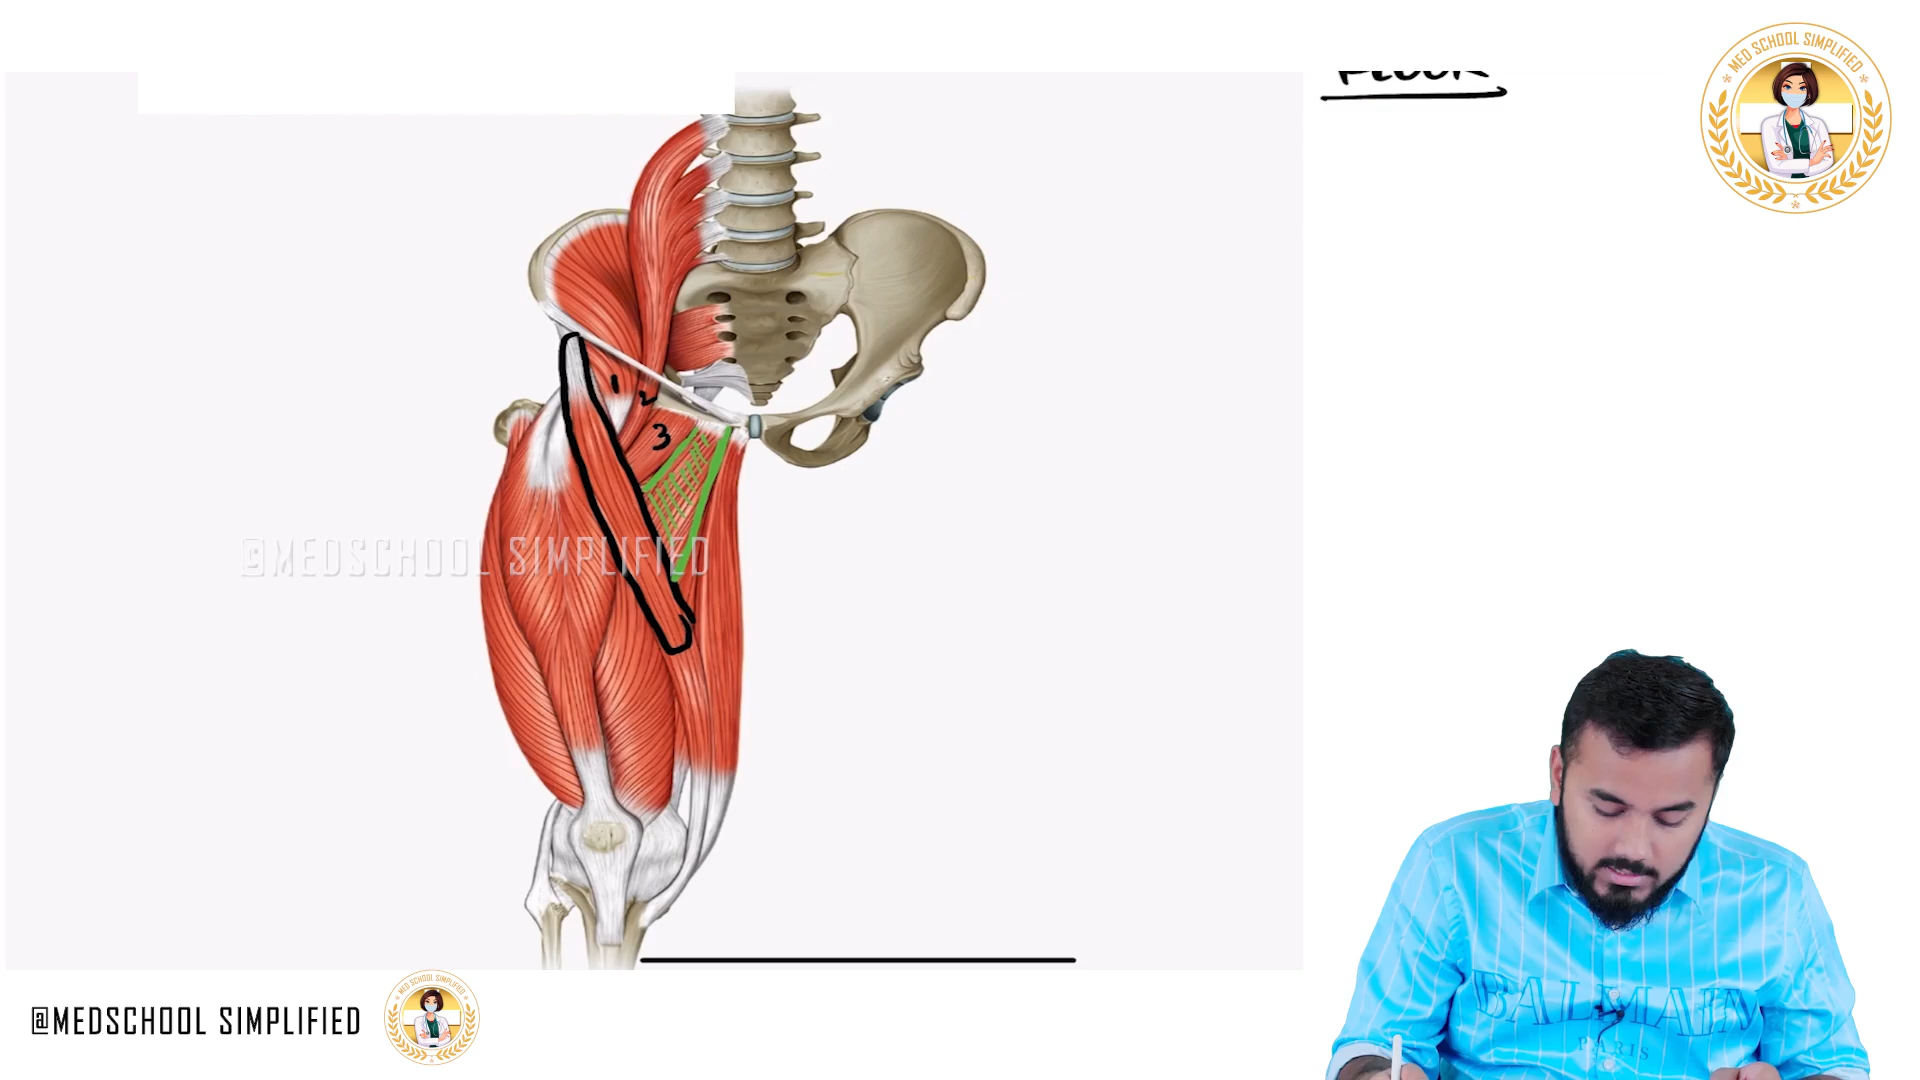 MED SCHOOL SIMPLIFIED
1
2
3
@MEDSCHOOL SIMPLIFIED
BALMAIN
PARIS
@MEDSCHOOL SIMPLIFIED
MED SCHOOL SIMPLIFIED